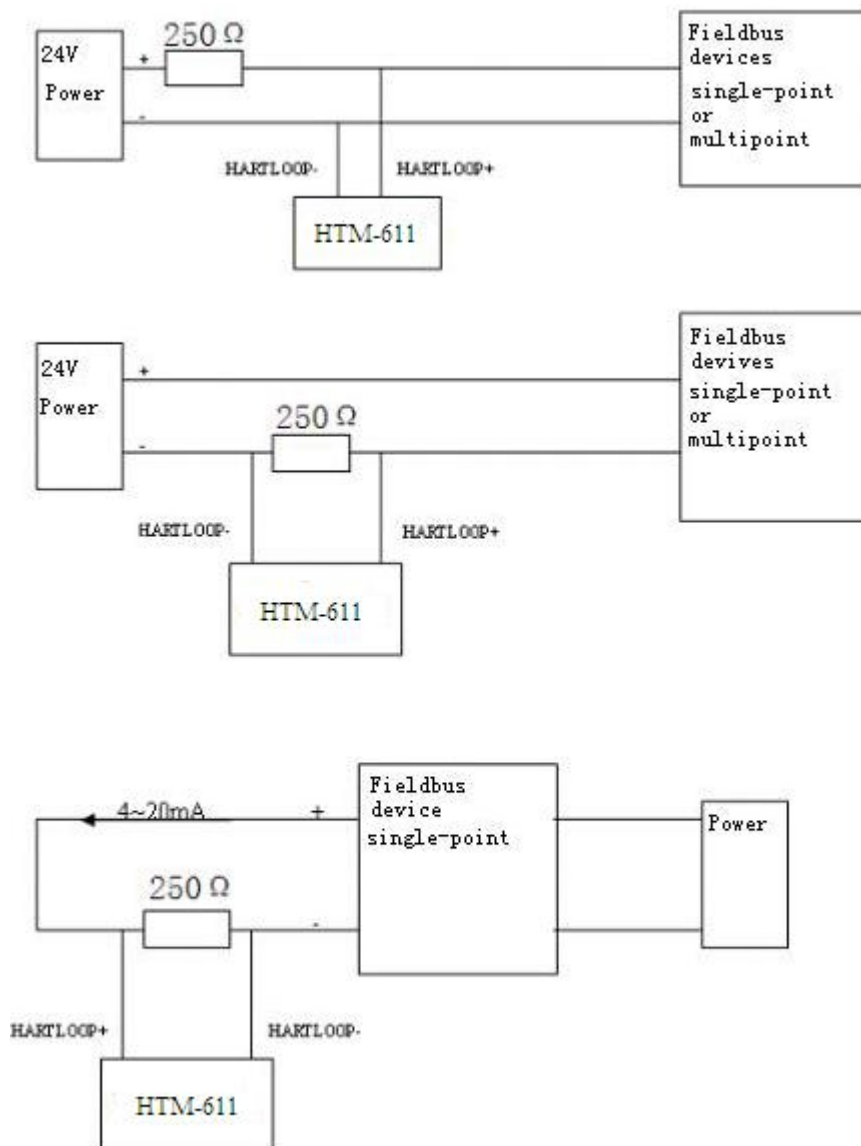 250Ω
24V
Power
+
-
Fieldbus
devices
single-point
or
multipoint
HARTLOOP-
HARTLOOP+
HTM-611
24V
Power
+
-
250Ω
Fieldbus
devives
single-point
or
multipoint
HARTLOOP-
HARTLOOP+
HTM-611
4~20mA
+
-
250Ω
Fieldbus
device
single-point
Power
HARTLOOP+
HARTLOOP-
HTM-611